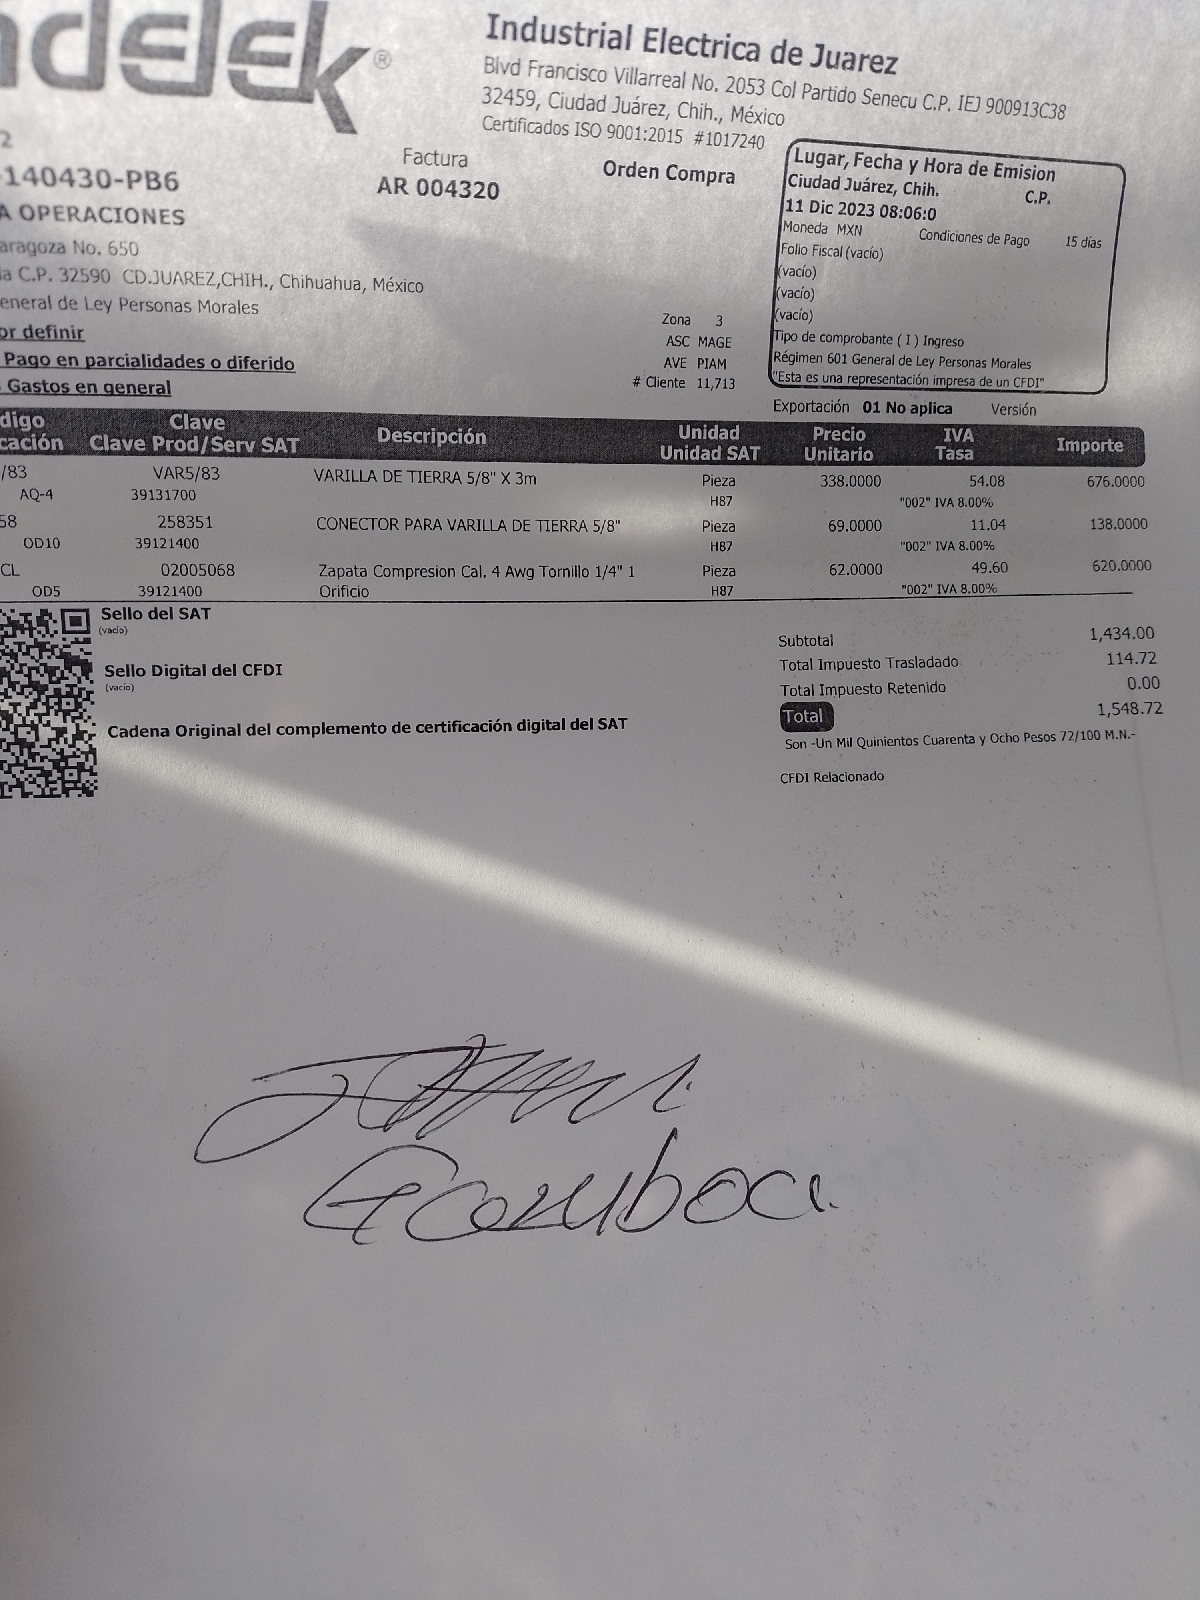 ndelek®
Industrial Electrica de Juarez
Blvd Francisco Villarreal No. 2053 Col Partido Senecu C.P. IEJ 900913C38
32459, Ciudad Juárez, Chih., México
Certificados ISO 9001:2015 #1017240
2
-140430-PB6
A OPERACIONES
aragoza No. 650
ia C.P. 32590 CD.JUAREZ,CHIH., Chihuahua, México
eneral de Ley Personas Morales
or definir
Pago en parcialidades o diferido
Gastos en general
Factura
AR 004320
Orden Compra
Zona 3
ASC MAGE
AVE PIAM
# Cliente 11,713
Lugar, Fecha y Hora de Emision
Ciudad Juárez, Chih. C.P.
11 Dic 2023 08:06:0
Moneda MXN Condiciones de Pago 15 días
Folio Fiscal (vacío)
(vacío)
(vacío)
(vacío)
Tipo de comprobante ( I ) Ingreso
Régimen 601 General de Ley Personas Morales
"Esta es una representación impresa de un CFDI"
Exportación 01 No aplica Versión
digo Clave Descripción Unidad Precio IVA Importe
cación Clave Prod/Serv SAT Unidad SAT Unitario Tasa
/83 VAR5/83 VARILLA DE TIERRA 5/8" X 3m Pieza 338.0000 54.08 676.0000
AQ-4 39131700 H87 "002" IVA 8.00%
58 258351 CONECTOR PARA VARILLA DE TIERRA 5/8" Pieza 69.0000 11.04 138.0000
OD10 39121400 H87 "002" IVA 8.00%
CL 02005068 Zapata Compresion Cal. 4 Awg Tornillo 1/4" 1 Pieza 62.0000 49.60 620.0000
OD5 39121400 Orificio H87 "002" IVA 8.00%
Sello del SAT
(vacío)
Sello Digital del CFDI
(vacío)
Cadena Original del complemento de certificación digital del SAT
Subtotal 1,434.00
Total Impuesto Trasladado 114.72
Total Impuesto Retenido 0.00
Total 1,548.72
Son -Un Mil Quinientos Cuarenta y Ocho Pesos 72/100 M.N.-
CFDI Relacionado